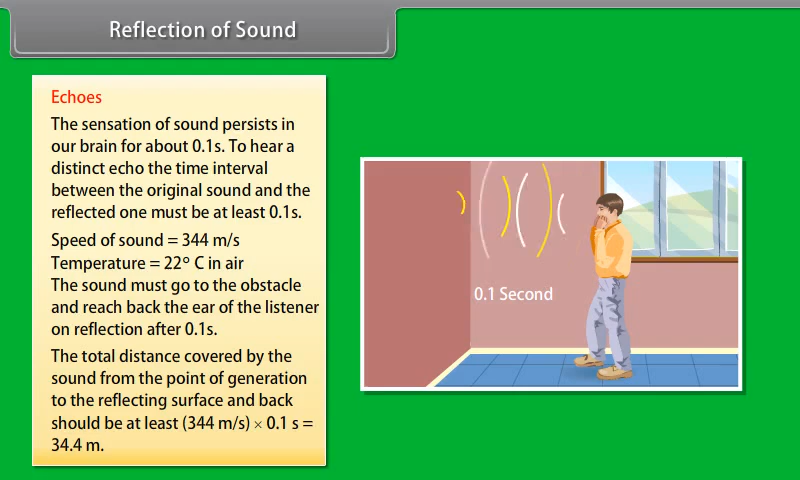 Reflection of Sound
Echoes
The sensation of sound persists in
our brain for about 0.1s. To hear a
distinct echo the time interval
between the original sound and the
reflected one must be at least 0.1s.
Speed of sound = 344 m/s
Temperature = 22º C in air
The sound must go to the obstacle
and reach back the ear of the listener
on reflection after 0.1s.
The total distance covered by the
sound from the point of generation
to the reflecting surface and back
should be at least (344 m/s) × 0.1 s =
34.4 m.
0.1 Second